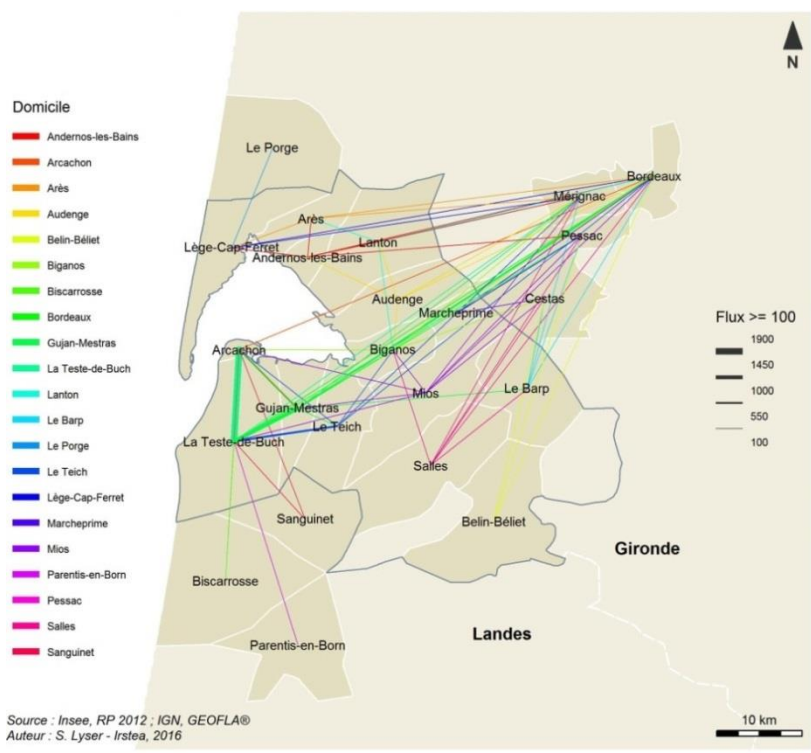 N
Domicile
Andernos-les-Bains
Arcachon
Arès
Audenge
Belin-Béliet
Biganos
Biscarrosse
Bordeaux
Gujan-Mestras
La Teste-de-Buch
Lanton
Le Barp
Le Porge
Le Teich
Lège-Cap-Ferret
Marcheprime
Mios
Parentis-en-Born
Pessac
Salles
Sanguinet
Le Porge
Bordeaux
Mérignac
Arès
Pessac
Lanton
Lège-Cap-Ferret
Andernos-les-Bains
Audenge
Cestas
Marcheprime
Arcachon
Biganos
Le Barp
Mios
Gujan-Mestras
Le Teich
La Teste-de-Buch
Salles
Sanguinet
Belin-Béliet
Biscarrosse
Parentis-en-Born
Gironde
Landes
Flux >= 100
1900
1450
1000
550
100
10 km
Source : Insee, RP 2012 ; IGN, GEOFLA®
Auteur : S. Lyser - Irstea, 2016